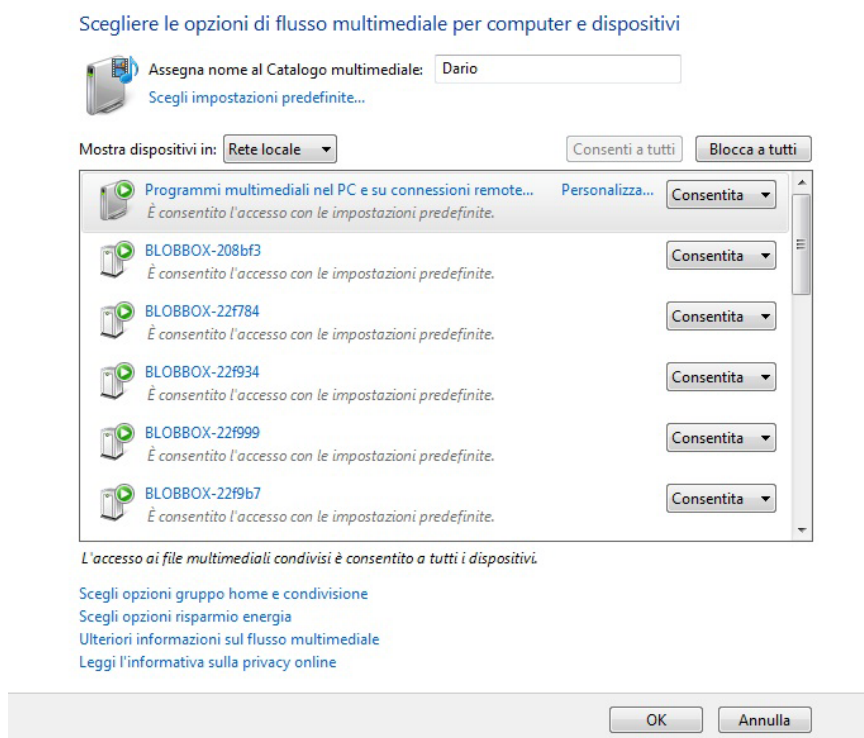 Scegliere le opzioni di flusso multimediale per computer e dispositivi
Assegna nome al Catalogo multimediale: Dario
Scegli impostazioni predefinite...
Mostra dispositivi in: Rete locale Consenti a tutti Blocca a tutti
Programmi multimediali nel PC e su connessioni remote... Personalizza... Consentita
È consentito l'accesso con le impostazioni predefinite.
BLOBBOX-208bf3 Consentita
È consentito l'accesso con le impostazioni predefinite.
BLOBBOX-22f784 Consentita
È consentito l'accesso con le impostazioni predefinite.
BLOBBOX-22f934 Consentita
È consentito l'accesso con le impostazioni predefinite.
BLOBBOX-22f999 Consentita
È consentito l'accesso con le impostazioni predefinite.
BLOBBOX-22f9b7 Consentita
È consentito l'accesso con le impostazioni predefinite.
L'accesso ai file multimediali condivisi è consentito a tutti i dispositivi.
Scegli opzioni gruppo home e condivisione
Scegli opzioni risparmio energia
Ulteriori informazioni sul flusso multimediale
Leggi l'informativa sulla privacy online
OK Annulla